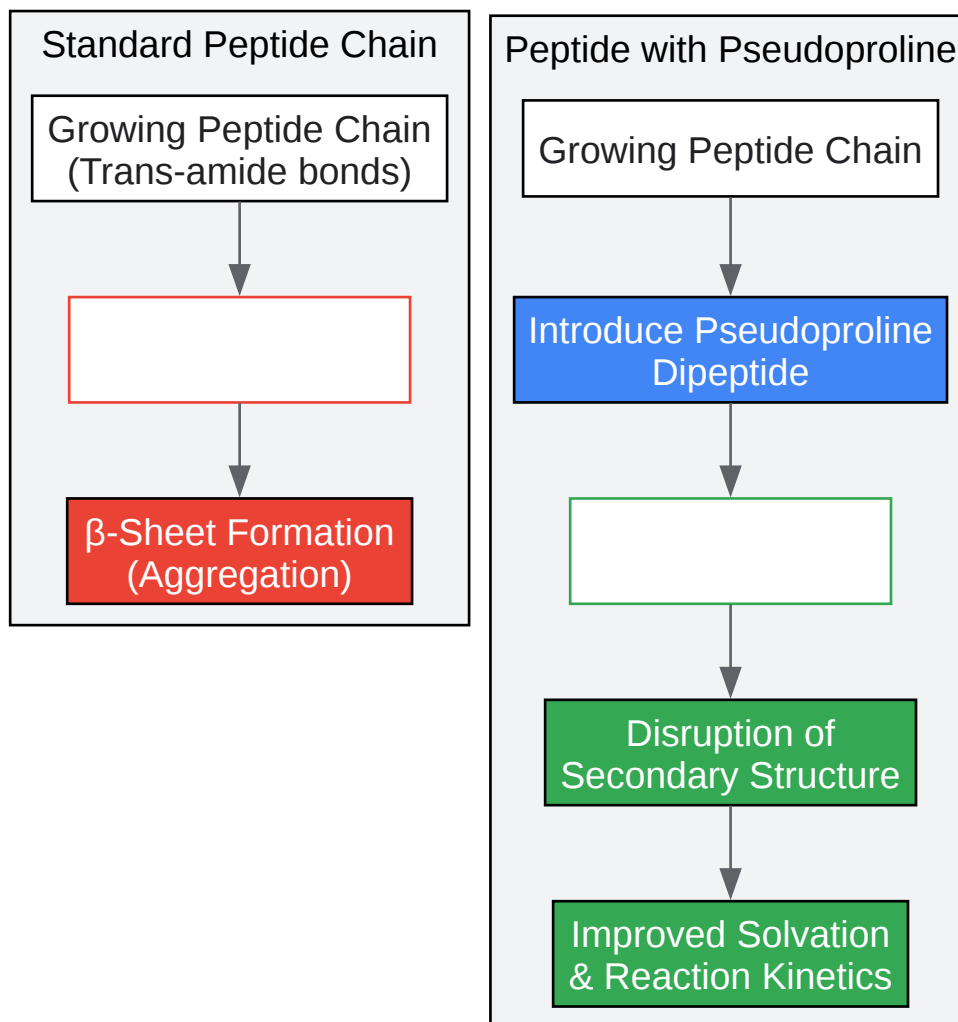 Standard Peptide Chain
Growing Peptide Chain
(Trans-amide bonds)
β-Sheet Formation
(Aggregation)
Peptide with Pseudoproline
Growing Peptide Chain
Introduce Pseudoproline
Dipeptide
Disruption of
Secondary Structure
Improved Solvation
& Reaction Kinetics